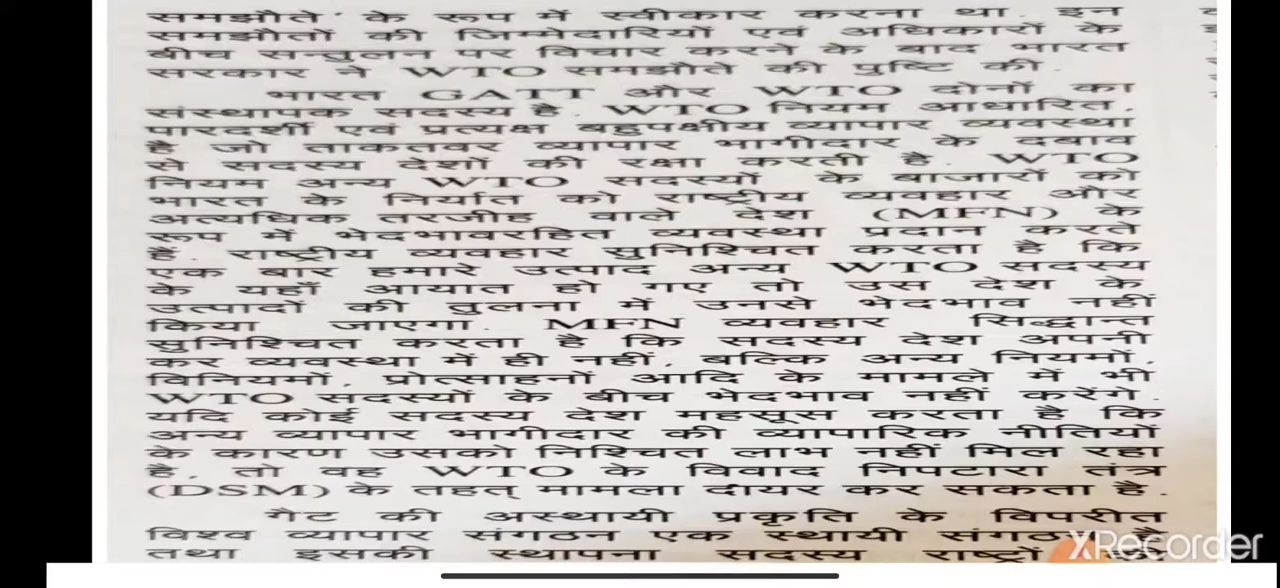 समझौते' के रूप में स्वीकार करना था. इन
समझौतों की जिम्मेदारियों एवं अधिकारों के
बीच सन्तुलन पर विचार करने के बाद भारत
सरकार ने WTO समझौते की पुष्टि की.
भारत GATT और WTO दोनों का
संस्थापक सदस्य है. WTO नियम आधारित,
पारदर्शी एवं प्रत्यक्ष बहुपक्षीय व्यापार व्यवस्था
है जो ताकतवर व्यापार भागीदार के दबाव
से सदस्य देशों की रक्षा करती है. WTO
नियम अन्य WTO सदस्यों के बाजारों को
भारत के निर्यात को राष्ट्रीय व्यवहार और
अत्यधिक तरजीह वाले देश (MFN) के
रूप में भेदभावरहित व्यवस्था प्रदान करते
हैं. राष्ट्रीय व्यवहार सुनिश्चित करता है कि
एक बार हमारे उत्पाद अन्य WTO सदस्य
के यहाँ आयात हो गए तो उस देश के
उत्पादों की तुलना में उनसे भेदभाव नहीं
किया जाएगा. MFN व्यवहार सिद्धान्त
सुनिश्चित करता है कि सदस्य देश अपनी
कर व्यवस्था में ही नहीं, बल्कि अन्य नियमों,
विनियमों, प्रोत्साहनों आदि के मामले में भी
WTO सदस्यों के बीच भेदभाव नहीं करेंगे.
यदि कोई सदस्य देश महसूस करता है कि
अन्य व्यापार भागीदार की व्यापारिक नीतियों
के कारण उसको निश्चित लाभ नहीं मिल रहा
है, तो वह WTO के विवाद निपटारा तंत्र
(DSM) के तहत् मामला दायर कर सकता है.
गैट की अस्थायी प्रकृति के विपरीत
विश्व व्यापार संगठन एक स्थायी संगठन है
तथा इसकी स्थापना सदस्य राष्ट्रों
XRecorder